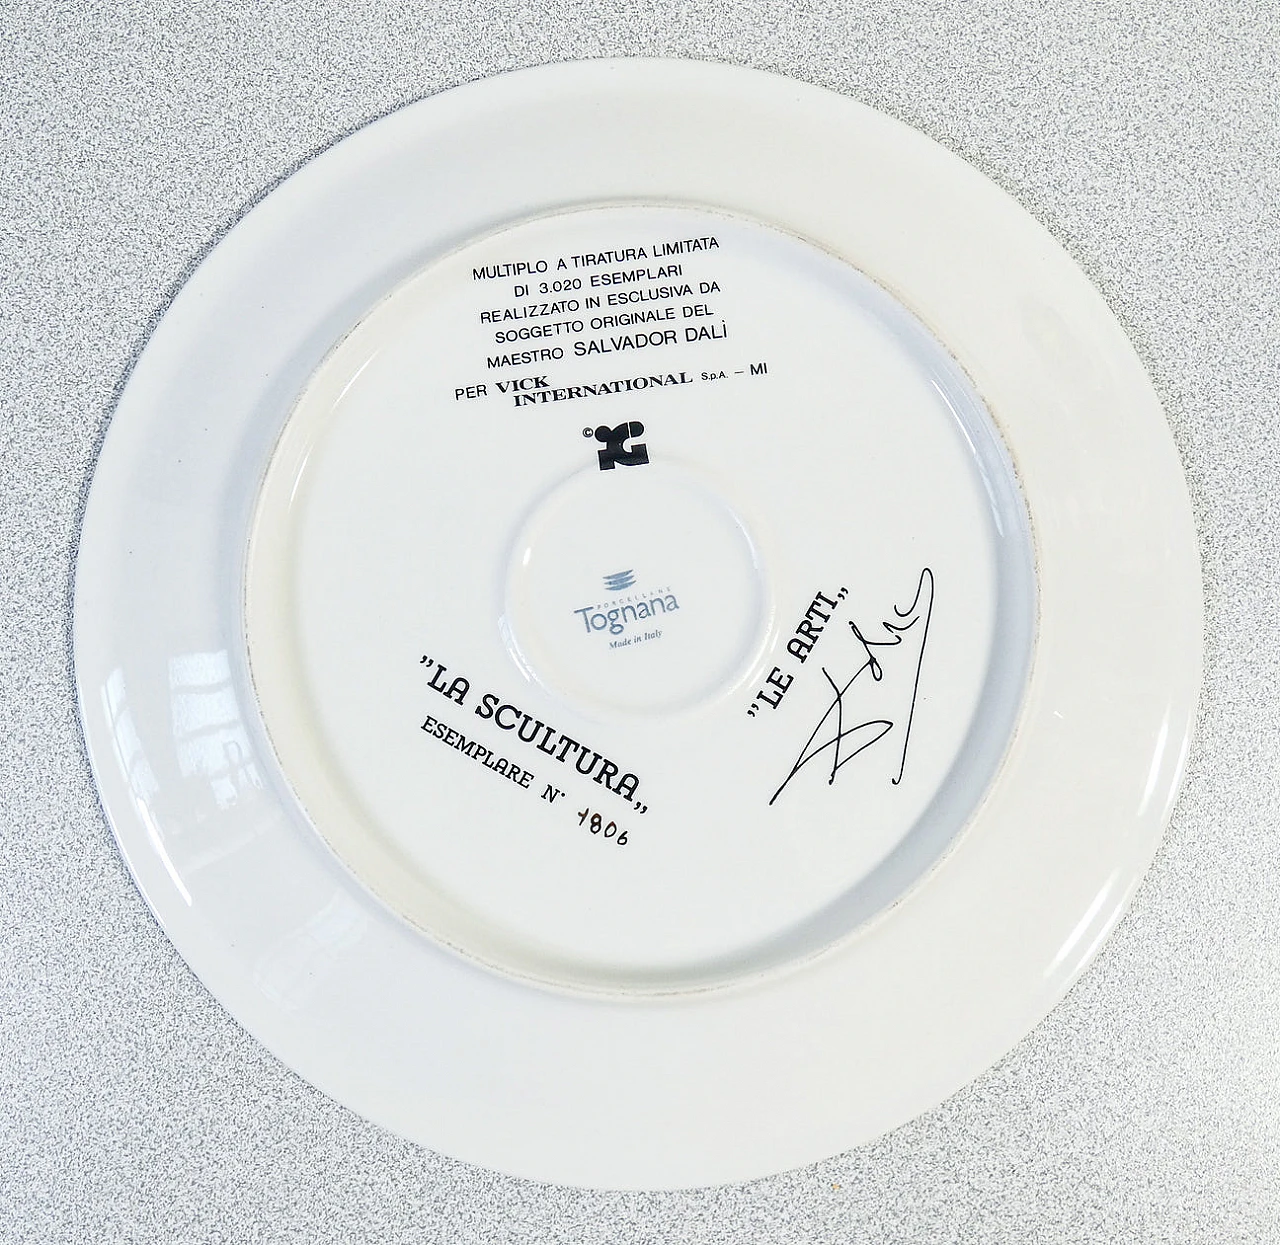 MULTIPLO A TIRATURA LIMITATA
DI 3.020 ESEMPLARI
REALIZZATO IN ESCLUSIVA DA
SOGGETTO ORIGINALE DEL
MAESTRO SALVADOR DALÌ
PER VICK
INTERNATIONAL S.p.A. – MI
©
PORCELLANE
Tognana
Made in Italy
"LE ARTI„
"LA SCULTURA„
ESEMPLARE N° 1806